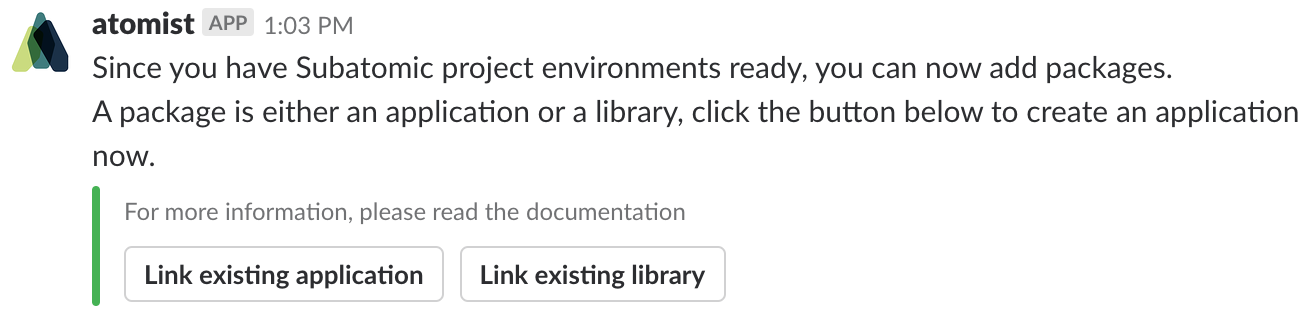 atomist APP 1:03 PM
Since you have Subatomic project environments ready, you can now add packages.
A package is either an application or a library, click the button below to create an application
now.
For more information, please read the documentation
Link existing application Link existing library